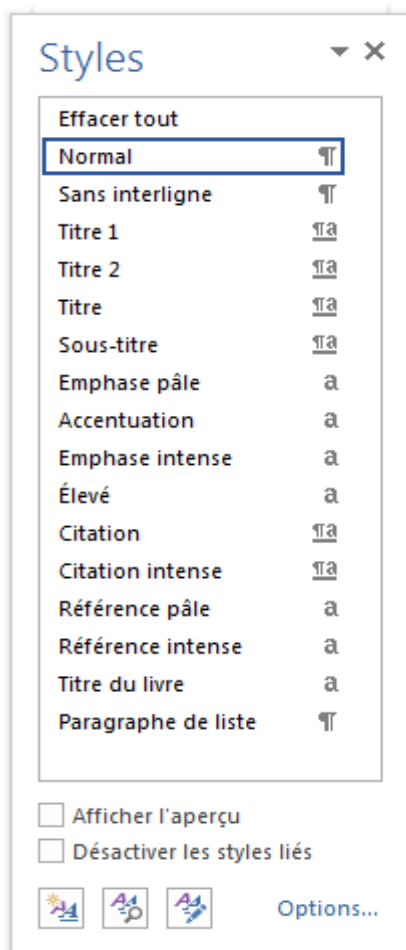 Styles
Effacer tout
Normal ¶
Sans interligne ¶
Titre 1 ¶a
Titre 2 ¶a
Titre ¶a
Sous-titre ¶a
Emphase pâle a
Accentuation a
Emphase intense a
Élevé a
Citation ¶a
Citation intense ¶a
Référence pâle a
Référence intense a
Titre du livre a
Paragraphe de liste ¶
Afficher l'aperçu
Désactiver les styles liés
Options...